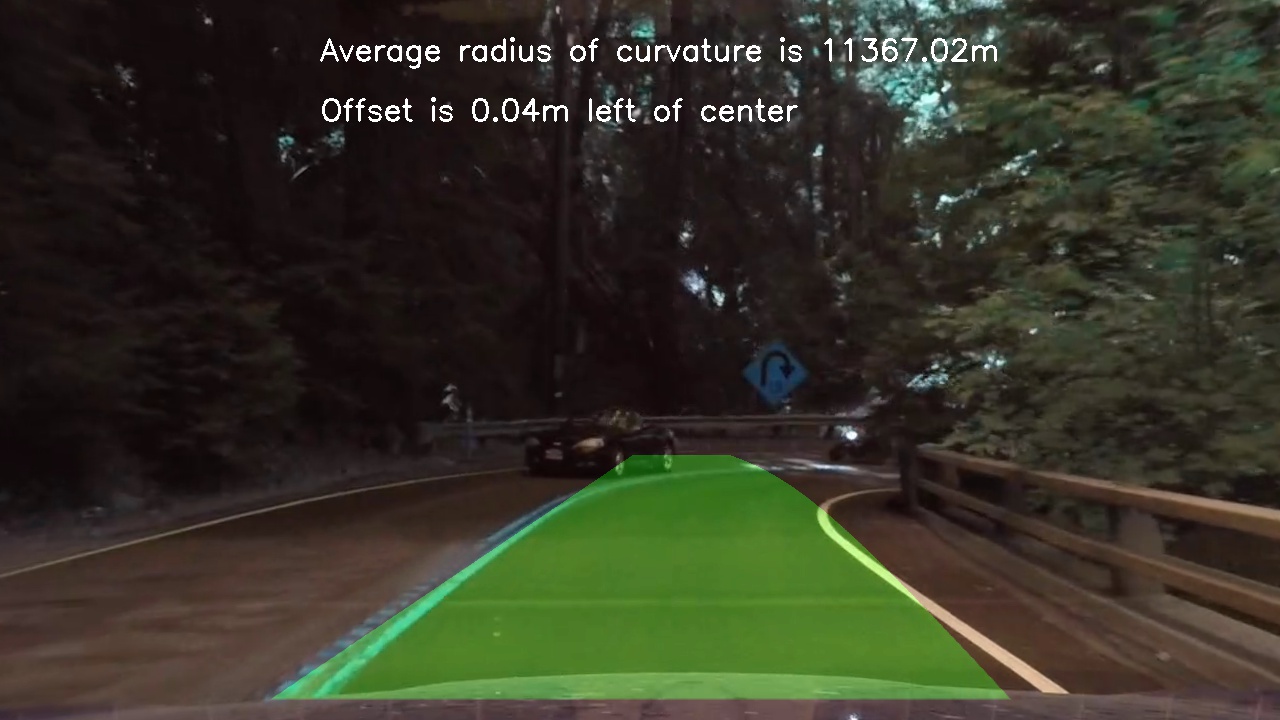 Average radius of curvature is 11367.02m
Offset is 0.04m left of center